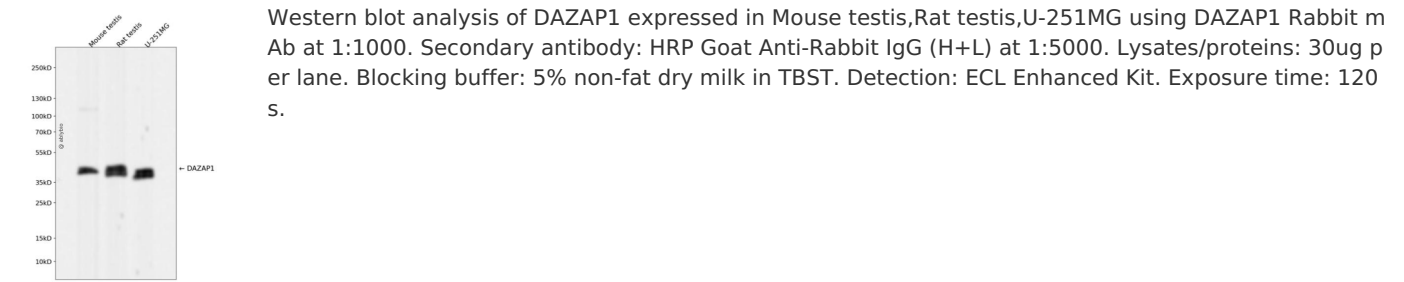 Mouse testis
Rat testis
U-251MG
250kD
130kD
100kD
70kD
55kD
35kD
25kD
15kD
10kD
@ abbytec
← DAZAP1
Western blot analysis of DAZAP1 expressed in Mouse testis,Rat testis,U-251MG using DAZAP1 Rabbit m
Ab at 1:1000. Secondary antibody: HRP Goat Anti-Rabbit IgG (H+L) at 1:5000. Lysates/proteins: 30ug p
er lane. Blocking buffer: 5% non-fat dry milk in TBST. Detection: ECL Enhanced Kit. Exposure time: 120
s.